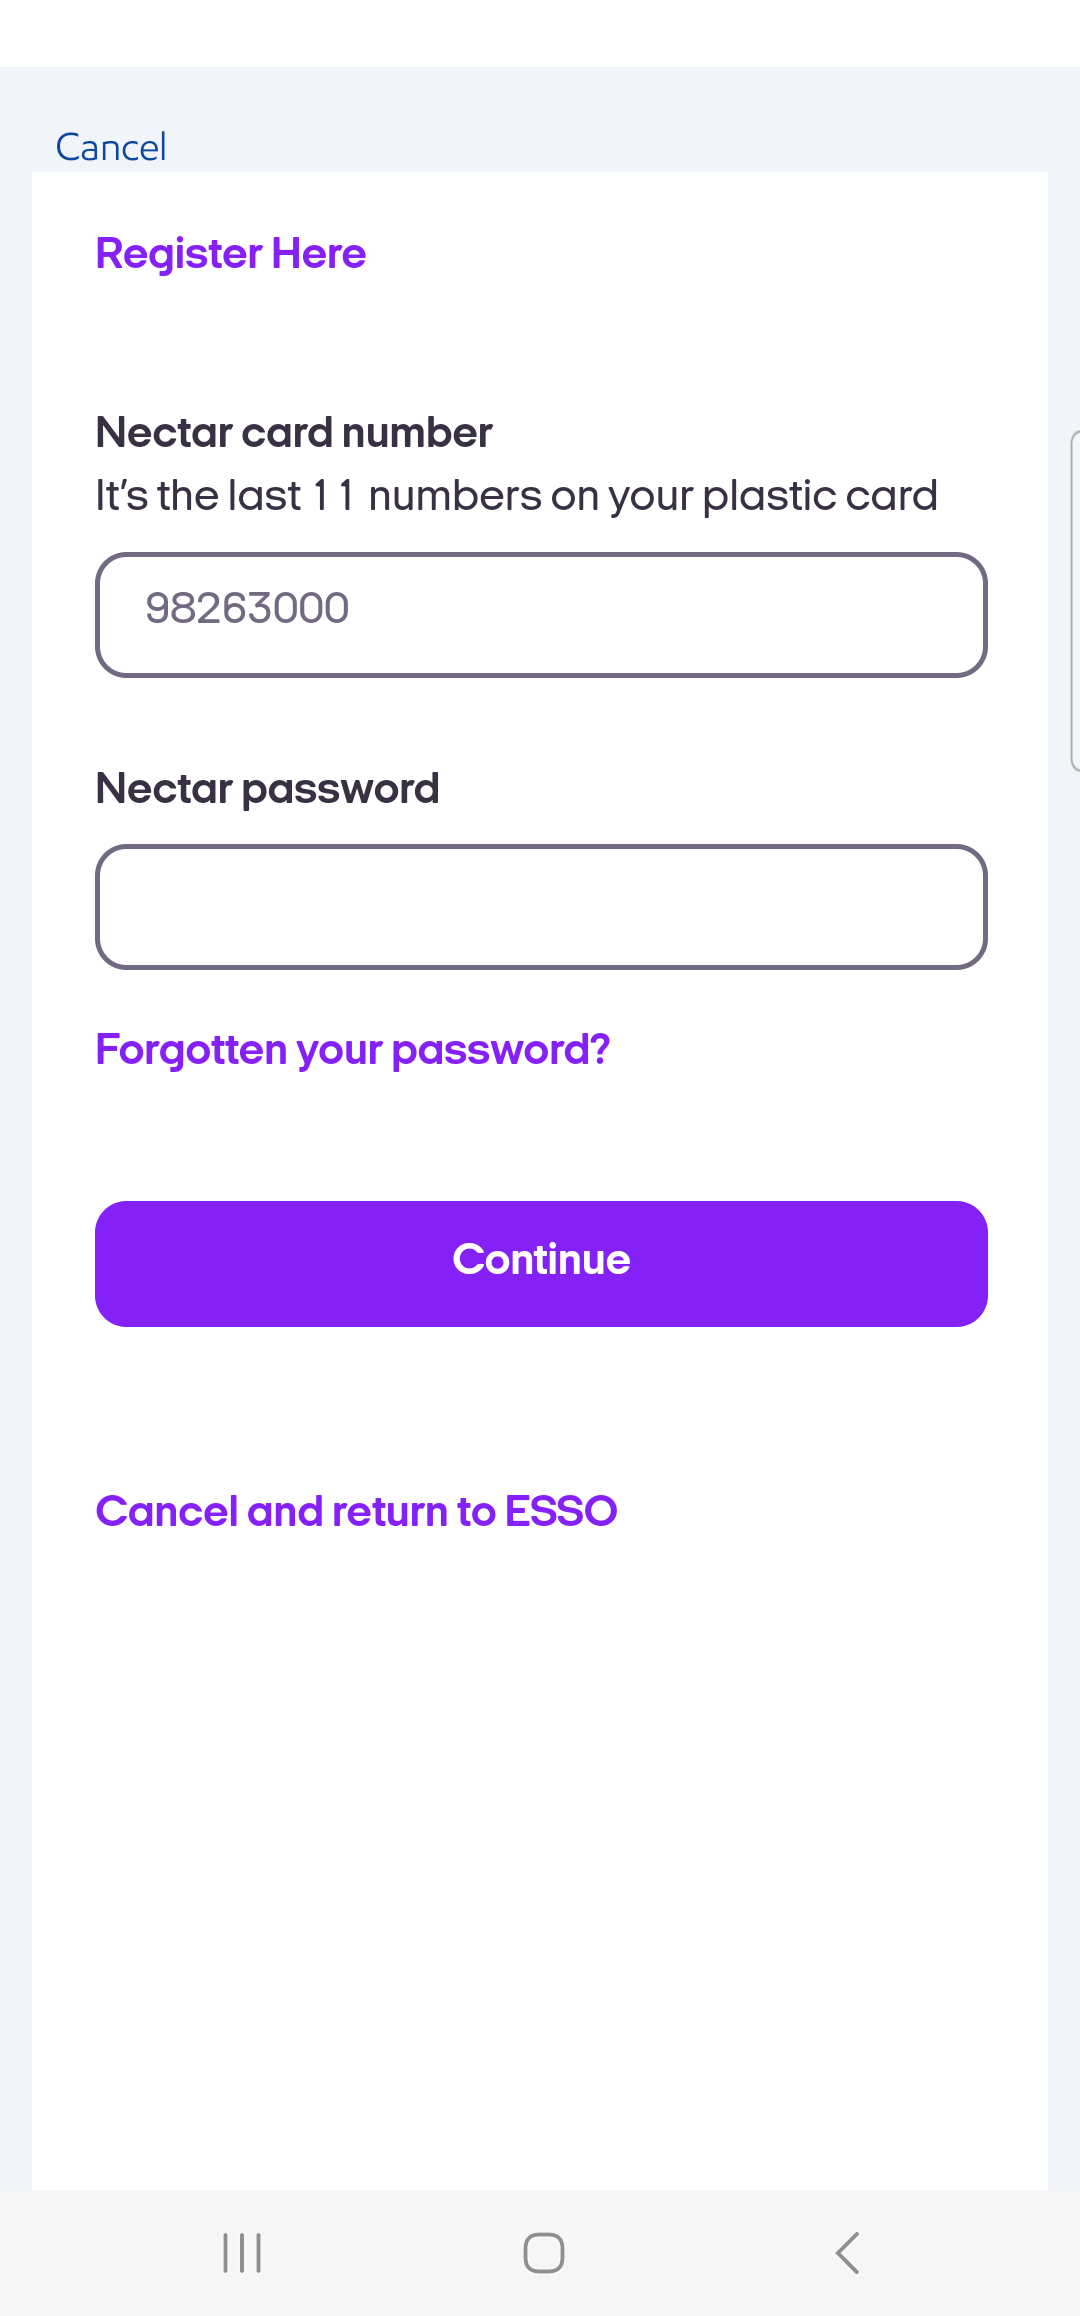 Cancel
Register Here
Nectar card number
It's the last 11 numbers on your plastic card
98263000
Nectar password
Forgotten your password?
Continue
Cancel and return to ESSO